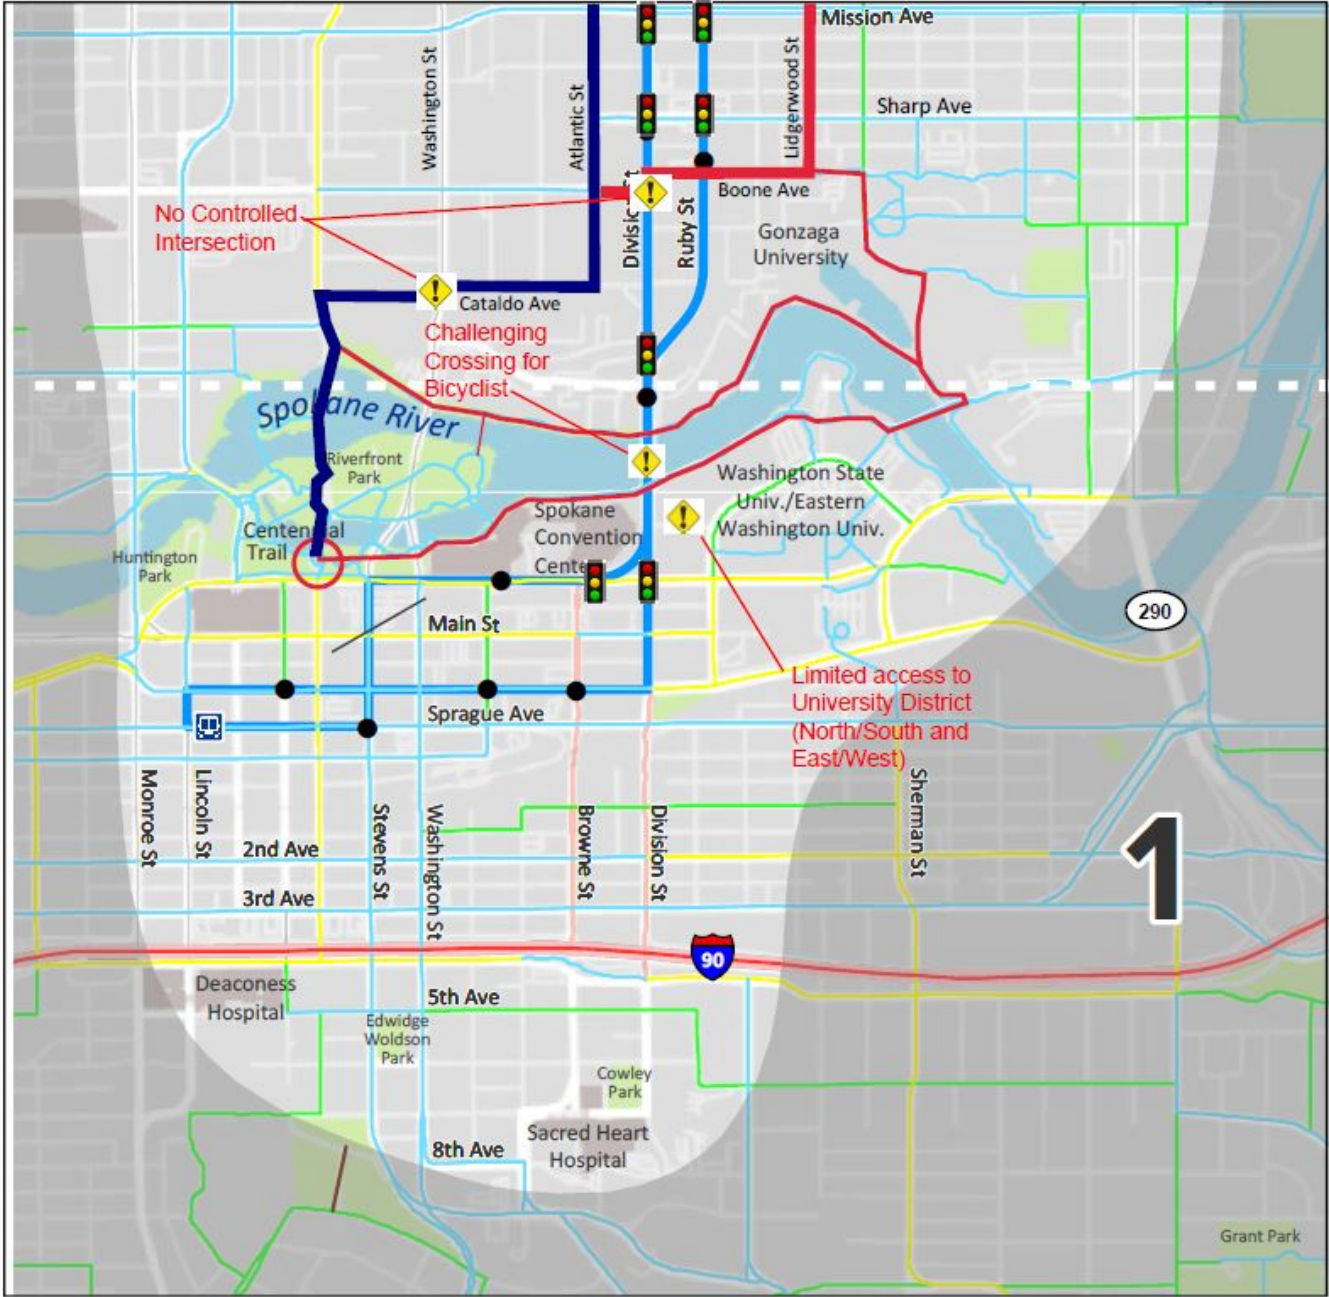 Mission Ave
Washington St
Atlantic St
Lidgerwood St
Sharp Ave
Boone Ave
No Controlled
Intersection
Ruby St
Gonzaga
University
Cataldo Ave
Challenging
Crossing for
Bicyclist
Spokane River
Riverfront
Park
Washington State
Univ./Eastern
Washington Univ.
Spokane
Convention
Centennial
Trail
Huntington
Park
290
Main St
Limited access to
University District
(North/South and
East/West)
Sprague Ave
Monroe St
Lincoln St
Stevens St
Washington St
Browne St
Division St
Sherman St
1
2nd Ave
3rd Ave
90
Deaconess
Hospital
5th Ave
Edwidge
Woldson
Park
Cowley
Park
8th Ave
Sacred Heart
Hospital
Grant Park